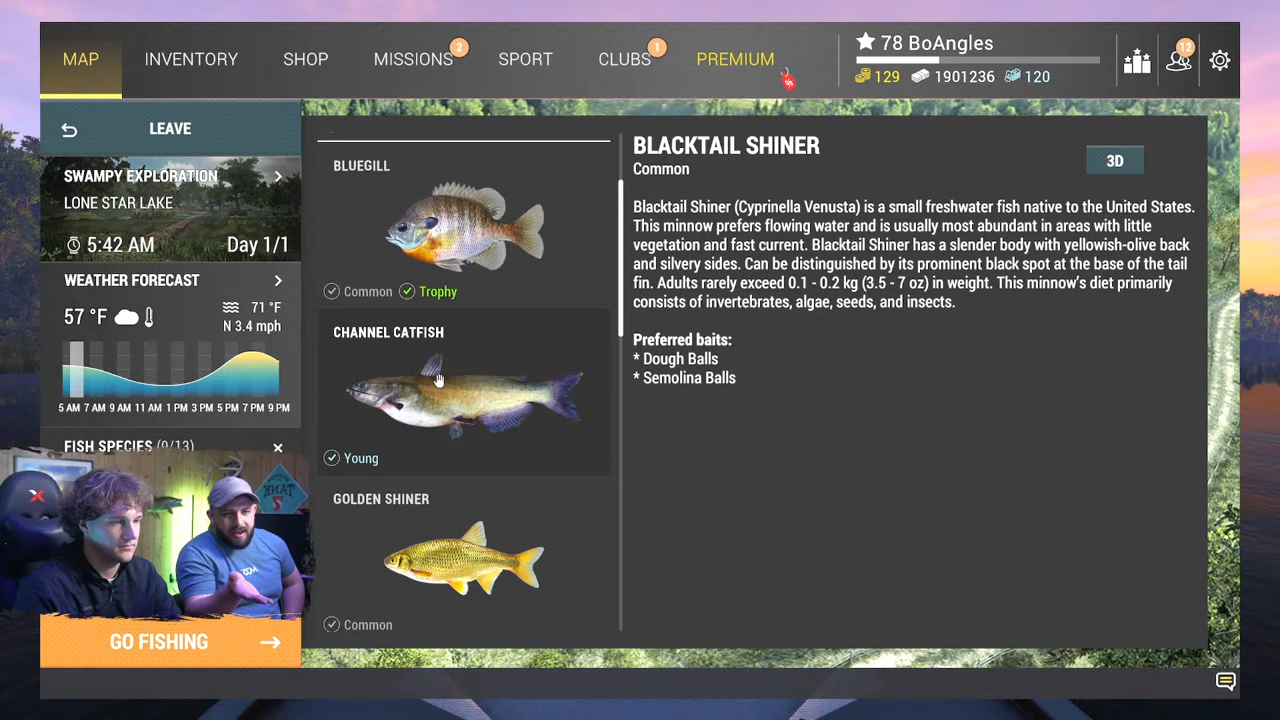 MAP
INVENTORY
SHOP
MISSIONS 2
SPORT
CLUBS 1
PREMIUM
%
78 BoAngles
129 1901236 120
12
LEAVE
SWAMPY EXPLORATION
LONE STAR LAKE
5:42 AM Day 1/1
WEATHER FORECAST
57 °F
71 °F
N 3.4 mph
5 AM 7 AM 9 AM 11 AM 1 PM 3 PM 5 PM 7 PM 9 PM
FISH SPECIES (9/13)
GO FISHING
BLUEGILL
Common Trophy
CHANNEL CATFISH
Young
GOLDEN SHINER
Common
BLACKTAIL SHINER
Common
3D
Blacktail Shiner (Cyprinella Venusta) is a small freshwater fish native to the United States.
This minnow prefers flowing water and is usually most abundant in areas with little
vegetation and fast current. Blacktail Shiner has a slender body with yellowish-olive back
and silvery sides. Can be distinguished by its prominent black spot at the base of the tail
fin. Adults rarely exceed 0.1 - 0.2 kg (3.5 - 7 oz) in weight. This minnow's diet primarily
consists of invertebrates, algae, seeds, and insects.
Preferred baits:
* Dough Balls
* Semolina Balls